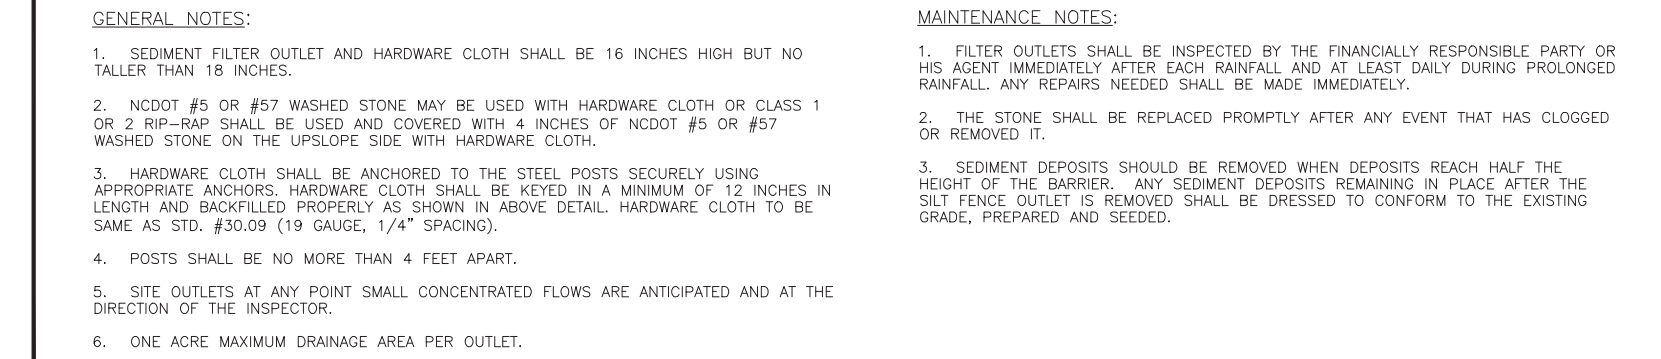 GENERAL NOTES:
1. SEDIMENT FILTER OUTLET AND HARDWARE CLOTH SHALL BE 16 INCHES HIGH BUT NO
TALLER THAN 18 INCHES.
2. NCDOT #5 OR #57 WASHED STONE MAY BE USED WITH HARDWARE CLOTH OR CLASS 1
OR 2 RIP-RAP SHALL BE USED AND COVERED WITH 4 INCHES OF NCDOT #5 OR #57
WASHED STONE ON THE UPSLOPE SIDE WITH HARDWARE CLOTH.
3. HARDWARE CLOTH SHALL BE ANCHORED TO THE STEEL POSTS SECURELY USING
APPROPRIATE ANCHORS. HARDWARE CLOTH SHALL BE KEYED IN A MINIMUM OF 12 INCHES IN
LENGTH AND BACKFILLED PROPERLY AS SHOWN IN ABOVE DETAIL. HARDWARE CLOTH TO BE
SAME AS STD. #30.09 (19 GAUGE, 1/4" SPACING).
4. POSTS SHALL BE NO MORE THAN 4 FEET APART.
5. SITE OUTLETS AT ANY POINT SMALL CONCENTRATED FLOWS ARE ANTICIPATED AND AT THE
DIRECTION OF THE INSPECTOR.
6. ONE ACRE MAXIMUM DRAINAGE AREA PER OUTLET.
MAINTENANCE NOTES:
1. FILTER OUTLETS SHALL BE INSPECTED BY THE FINANCIALLY RESPONSIBLE PARTY OR
HIS AGENT IMMEDIATELY AFTER EACH RAINFALL AND AT LEAST DAILY DURING PROLONGED
RAINFALL. ANY REPAIRS NEEDED SHALL BE MADE IMMEDIATELY.
2. THE STONE SHALL BE REPLACED PROMPTLY AFTER ANY EVENT THAT HAS CLOGGED
OR REMOVED IT.
3. SEDIMENT DEPOSITS SHOULD BE REMOVED WHEN DEPOSITS REACH HALF THE
HEIGHT OF THE BARRIER. ANY SEDIMENT DEPOSITS REMAINING IN PLACE AFTER THE
SILT FENCE OUTLET IS REMOVED SHALL BE DRESSED TO CONFORM TO THE EXISTING
GRADE, PREPARED AND SEEDED.